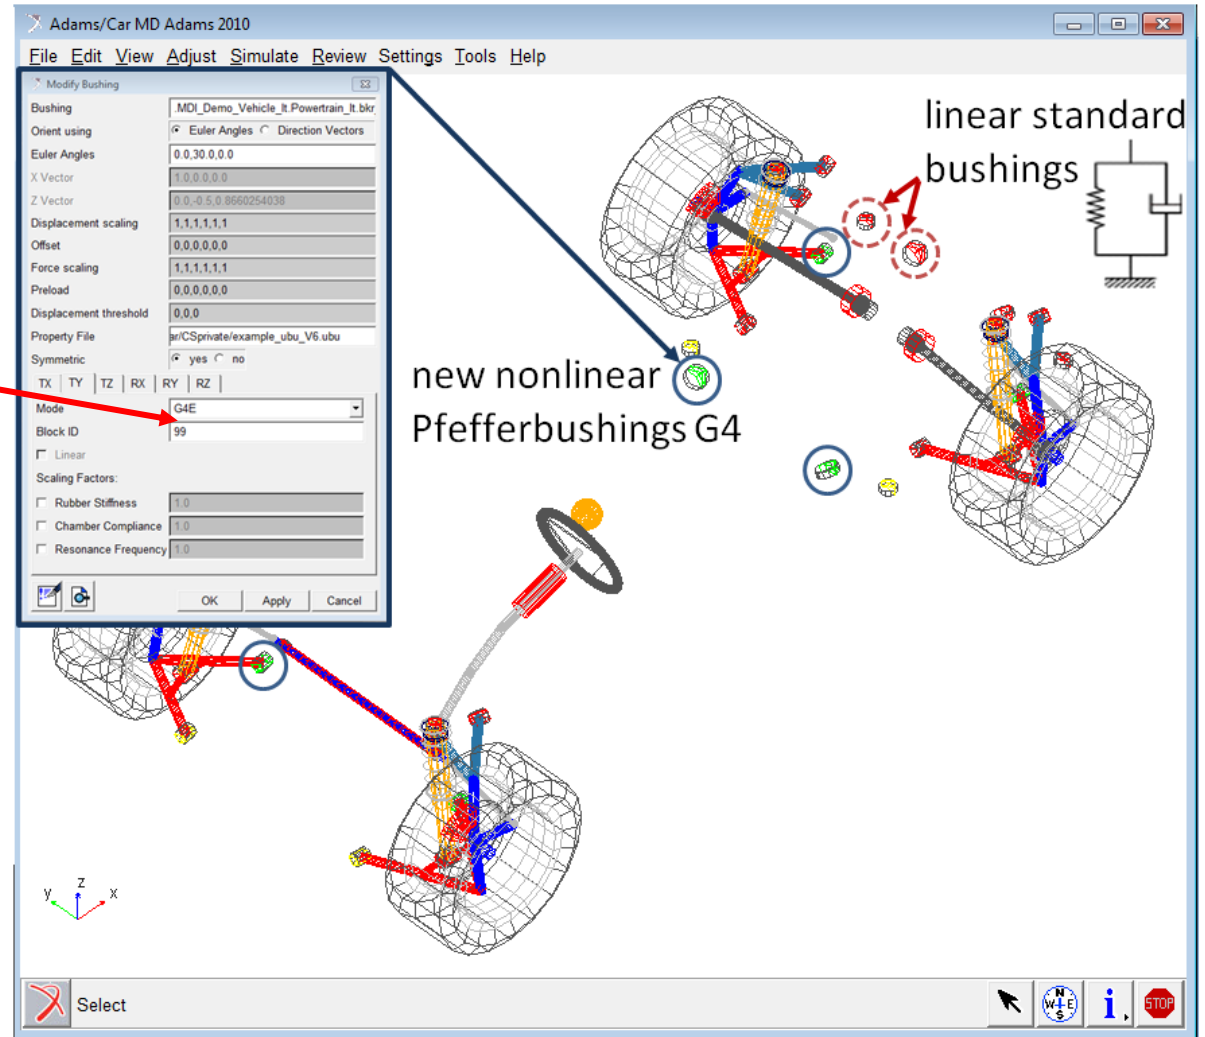 Adams/Car MD Adams 2010
File Edit View Adjust Simulate Review Settings Tools Help
Modify Bushing
Bushing .MDI_Demo_Vehicle_lt.Powertrain_lt.bkr_
Orient using Euler Angles Direction Vectors
Euler Angles 0.0,30.0,0.0
X Vector 1.0,0.0,0.0
Z Vector 0.0,-0.5,0.8660254038
Displacement scaling 1,1,1,1,1,1
Offset 0,0,0,0,0,0
Force scaling 1,1,1,1,1,1
Preload 0,0,0,0,0,0
Displacement threshold 0,0,0
Property File ar/CSprivate/example_ubu_V6.ubu
Symmetric yes no
TX TY TZ RX RY RZ
Mode G4E
Block ID 99
Linear
Scaling Factors:
Rubber Stiffness 1.0
Chamber Compliance 1.0
Resonance Frequency 1.0
OK Apply Cancel
linear standard
bushings
new nonlinear
Pfefferbushings G4
z
y x
Select
N
W E
S
i
STOP